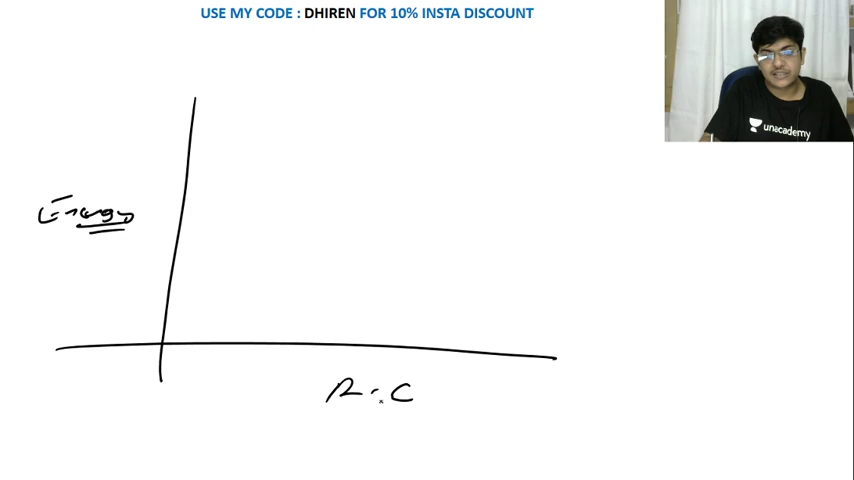 USE MY CODE : DHIREN FOR 10% INSTA DISCOUNT
unacademy
Energy
R.C